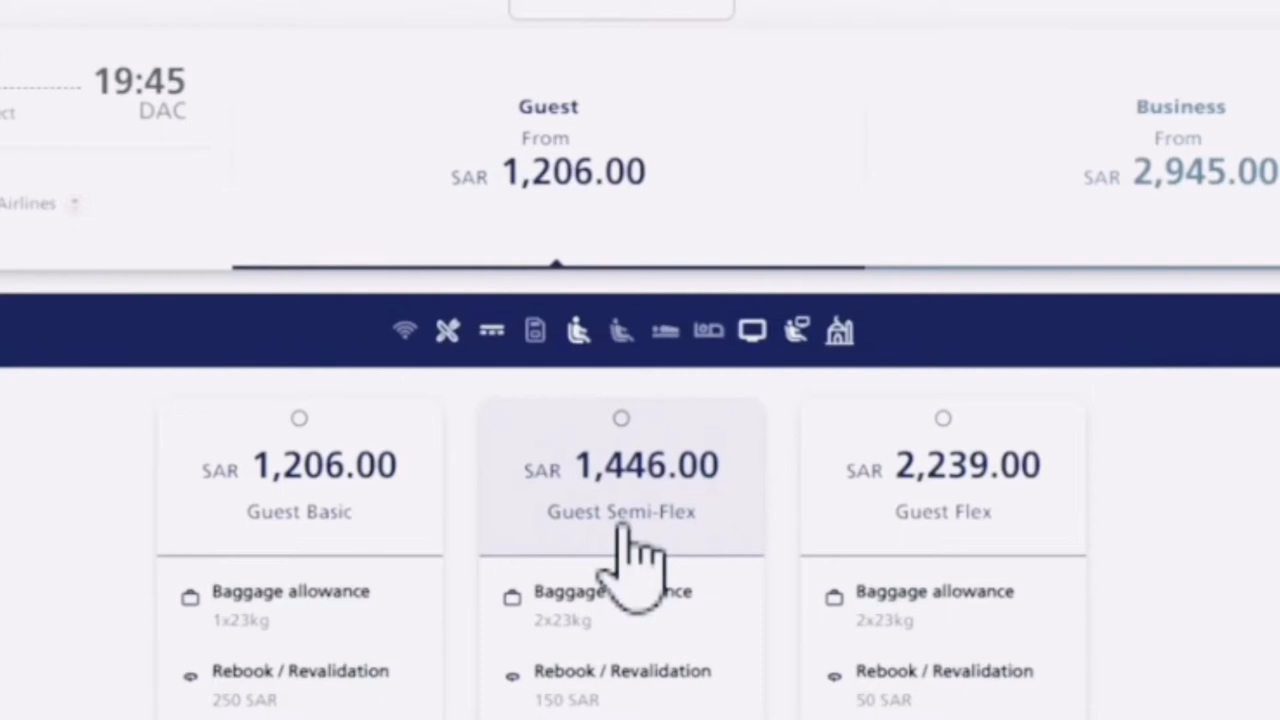 19:45
DAC
ct
Airlines
Guest
From
SAR 1,206.00
Business
From
SAR 2,945.00
SAR 1,206.00
Guest Basic
Baggage allowance
1x23kg
Rebook / Revalidation
250 SAR
SAR 1,446.00
Guest Semi-Flex
Baggage nce
2x23kg
Rebook / Revalidation
150 SAR
SAR 2,239.00
Guest Flex
Baggage allowance
2x23kg
Rebook / Revalidation
50 SAR